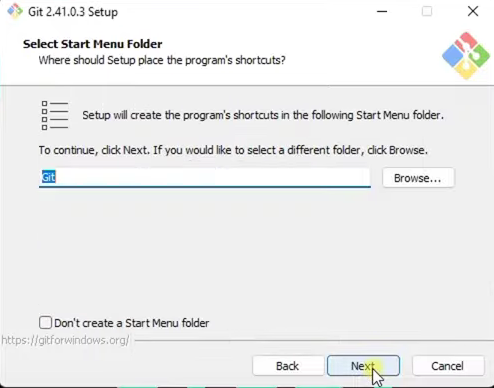 Git 2.41.0.3 Setup
Select Start Menu Folder
Where should Setup place the program's shortcuts?
Setup will create the program's shortcuts in the following Start Menu folder.
To continue, click Next. If you would like to select a different folder, click Browse.
Git
Browse...
Don't create a Start Menu folder
https://gitforwindows.org/
Back
Next
Cancel